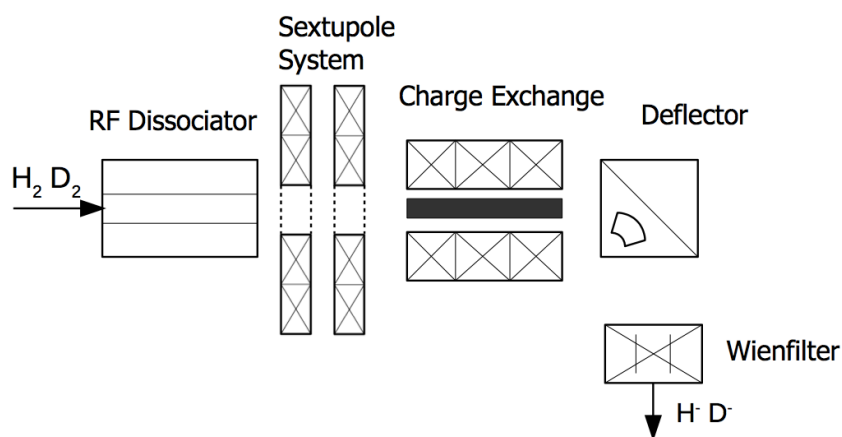 Sextupole
System
RF Dissociator
Charge Exchange
Deflector
H₂ D₂
Wienfilter
H⁻ D⁻